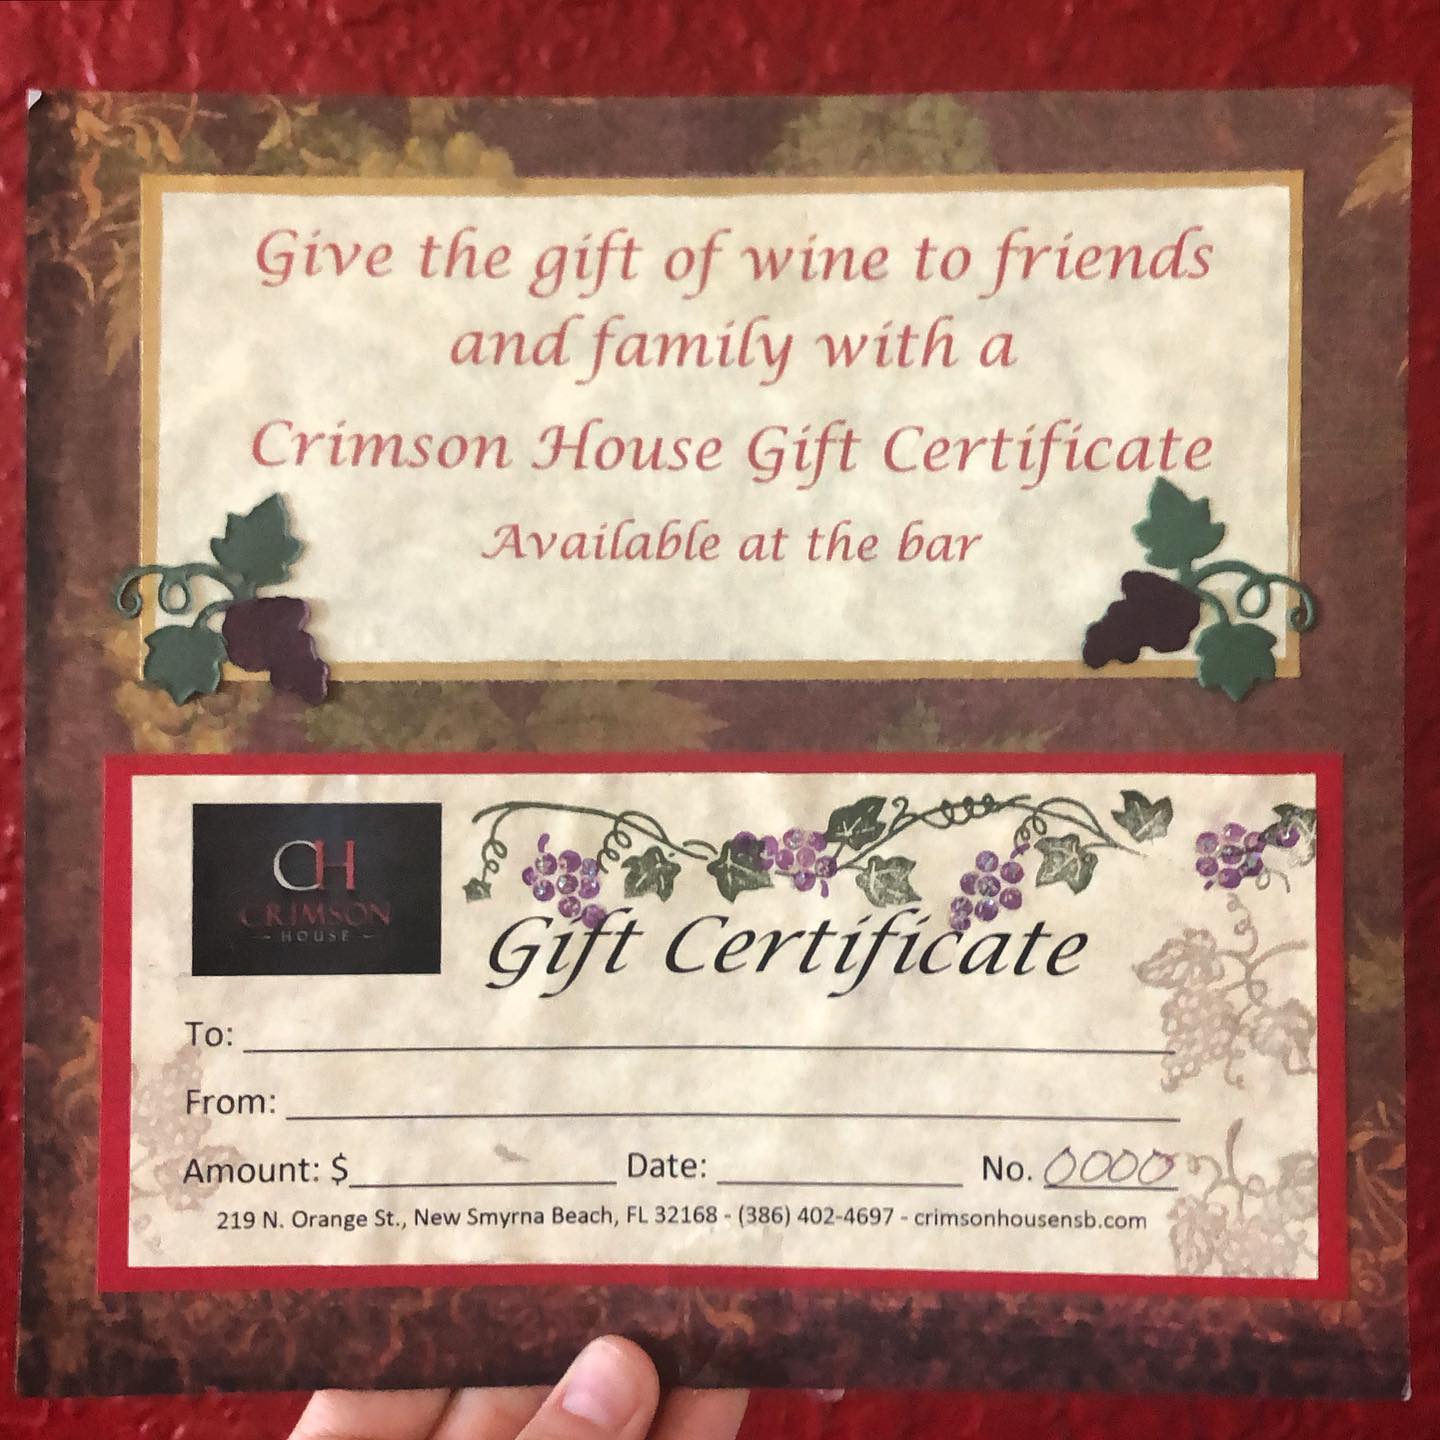 Give the gift of wine to friends
and family with a
Crimson House Gift Certificate
Available at the bar
CH
CRIMSON
HOUSE
Gift Certificate
To:
From:
Amount: $ Date: No. 0000
219 N. Orange St., New Smyrna Beach, FL 32168 - (386) 402-4697 - crimsonhousensb.com